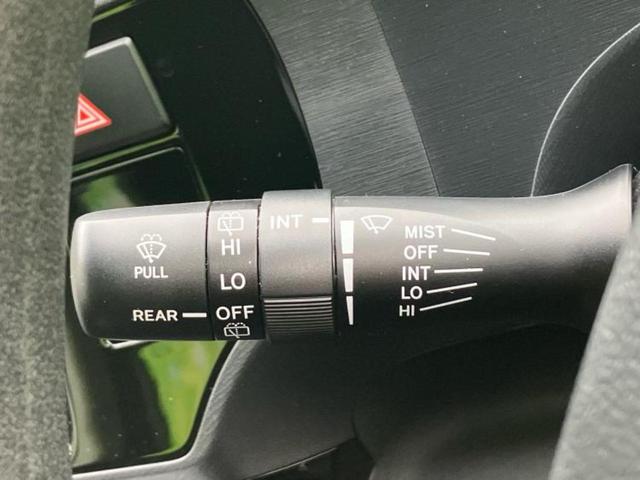 PULL
REAR
HI
LO
OFF
INT
MIST
OFF
INT
LO
HI